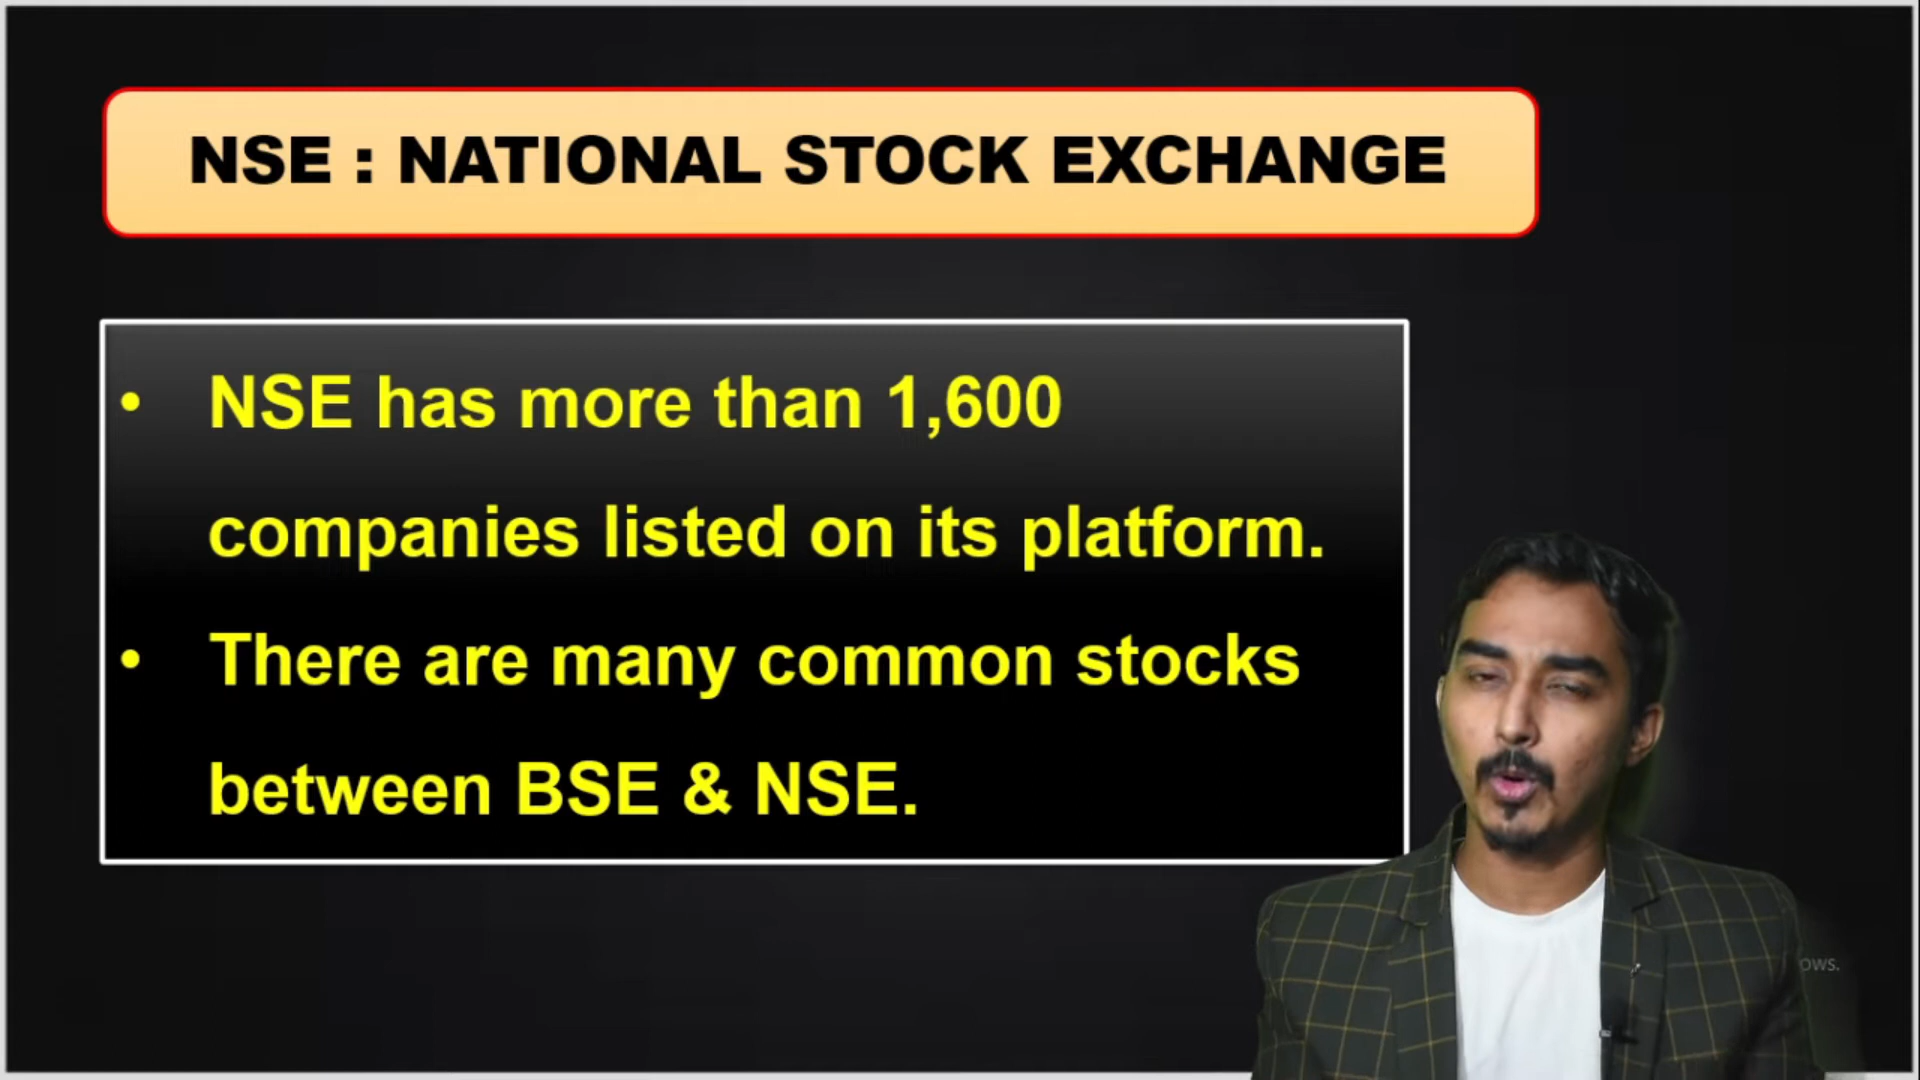 NSE : NATIONAL STOCK EXCHANGE
• NSE has more than 1,600
companies listed on its platform.
• There are many common stocks
between BSE & NSE.
ows.